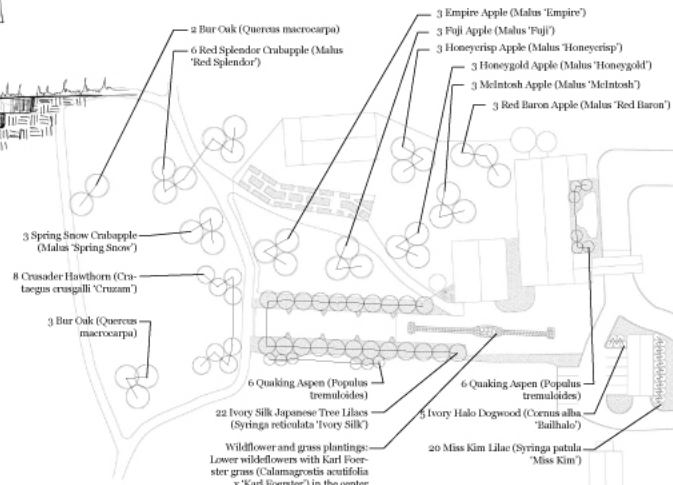 2 Bur Oak (Quercus macrocarpa)
6 Red Splendor Crabapple (Malus
'Red Splendor')
3 Empire Apple (Malus 'Empire')
3 Fuji Apple (Malus 'Fuji')
3 Honeycrisp Apple (Malus 'Honeycrisp')
3 Honeygold Apple (Malus 'Honeygold')
3 McIntosh Apple (Malus 'McIntosh')
3 Red Baron Apple (Malus 'Red Baron')
3 Spring Snow Crabapple
(Malus 'Spring Snow')
8 Crusader Hawthorn (Cra-
taegus crusgalli 'Cruzam')
3 Bur Oak (Quercus
macrocarpa)
6 Quaking Aspen (Populus
tremuloides)
22 Ivory Silk Japanese Tree Lilacs
(Syringa reticulata 'Ivory Silk')
Wildflower and grass plantings:
Lower wildeflowers with Karl Foer-
ster grass (Calamagrostis acutifolia
x 'Karl Foerster') in the center
6 Quaking Aspen (Populus
tremuloides)
5 Ivory Halo Dogwood (Cornus alba
'Bailhalo')
20 Miss Kim Lilac (Syringa patula
'Miss Kim')